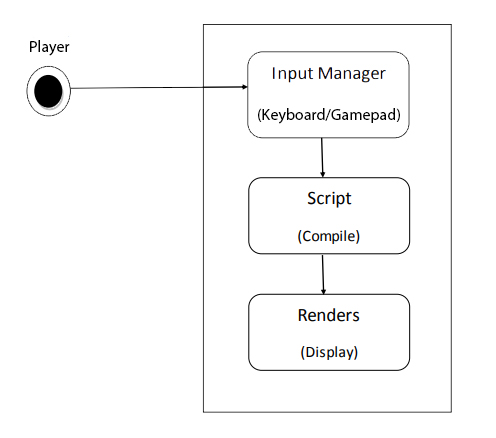 Player
Input Manager
(Keyboard/Gamepad)
Script
(Compile)
Renders
(Display)